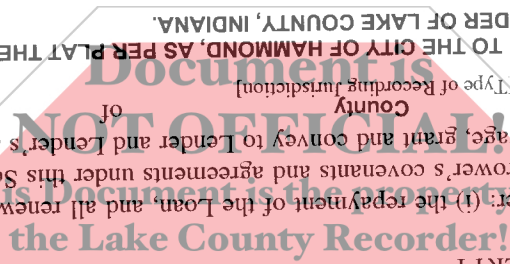 Document is
NOT OFFICIAL!
is Document is the property
the Lake County Recorder!
r: (i) the repayment of the Loan, and all renew
rower's covenants and agreements under this Se
age, grant and convey to Lender and Lender's s
County of
[Type of Recording Jurisdiction]
TO THE CITY OF HAMMOND, AS PER PLAT THE
DER OF LAKE COUNTY, INDIANA.